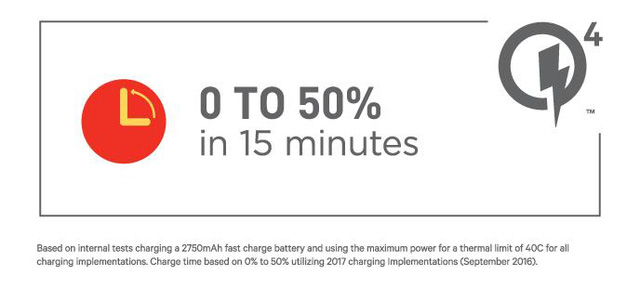 4
0 TO 50%
in 15 minutes
™
Based on internal tests charging a 2750mAh fast charge battery and using the maximum power for a thermal limit of 40C for all
charging implementations. Charge time based on 0% to 50% utilizing 2017 charging Implementations (September 2016).